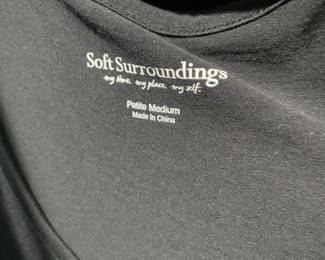 Soft Surroundings
my time. my place. my self.
Petite Medium
Made in China